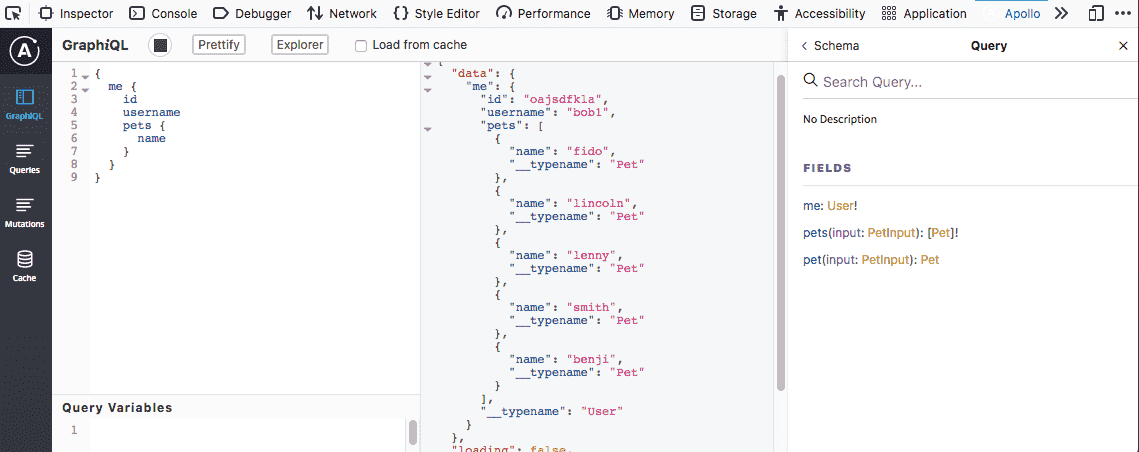 Inspector Console Debugger Network Style Editor Performance Memory Storage Accessibility Application Apollo
GraphiQL Prettify Explorer Load from cache
GraphiQL
Queries
Mutations
Cache
1 {
2 me {
3 id
4 username
5 pets {
6 name
7 }
8 }
9 }
Query Variables
1
{
"data": {
"me": {
"id": "oajsdfkla",
"username": "bob1",
"pets": [
{
"name": "fido",
"__typename": "Pet"
},
{
"name": "lincoln",
"__typename": "Pet"
},
{
"name": "lenny",
"__typename": "Pet"
},
{
"name": "smith",
"__typename": "Pet"
},
{
"name": "benji",
"__typename": "Pet"
}
],
"__typename": "User"
}
},
"loading": false,
Schema Query
Search Query...
No Description
FIELDS
me: User!
pets(input: PetInput): [Pet]!
pet(input: PetInput): Pet